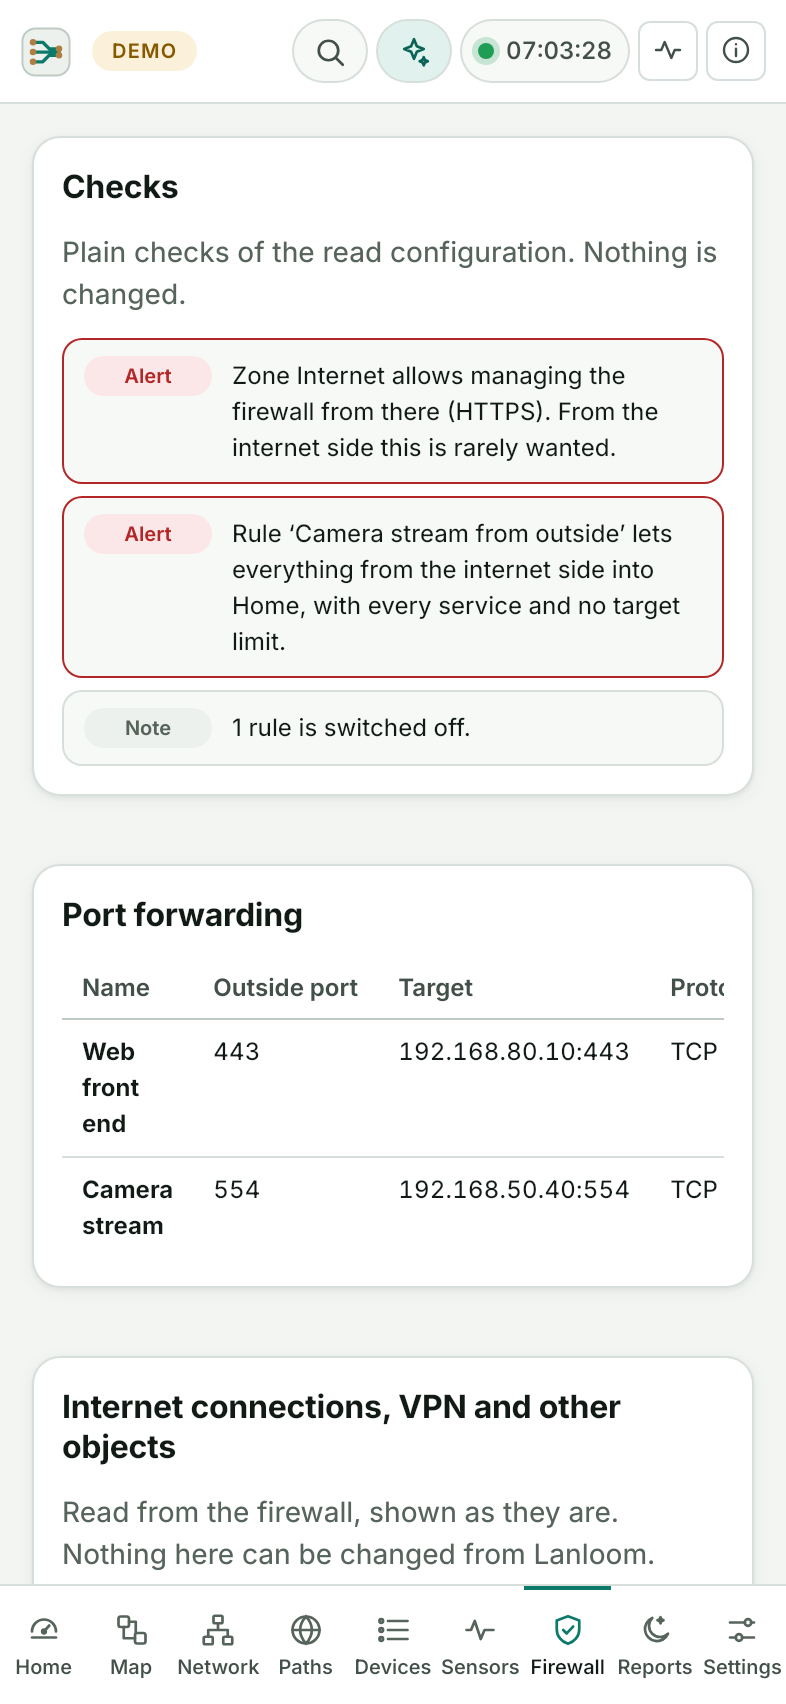 DEMO
07:03:28
Checks
Plain checks of the read configuration. Nothing is
changed.
Alert
Zone Internet allows managing the
firewall from there (HTTPS). From the
internet side this is rarely wanted.
Alert
Rule ‘Camera stream from outside’ lets
everything from the internet side into
Home, with every service and no target
limit.
Note
1 rule is switched off.
Port forwarding
Name Outside port Target Proto
Web 443 192.168.80.10:443 TCP
front
end
Camera 554 192.168.50.40:554 TCP
stream
Internet connections, VPN and other
objects
Read from the firewall, shown as they are.
Nothing here can be changed from Lanloom.
Home Map Network Paths Devices Sensors Firewall Reports Settings